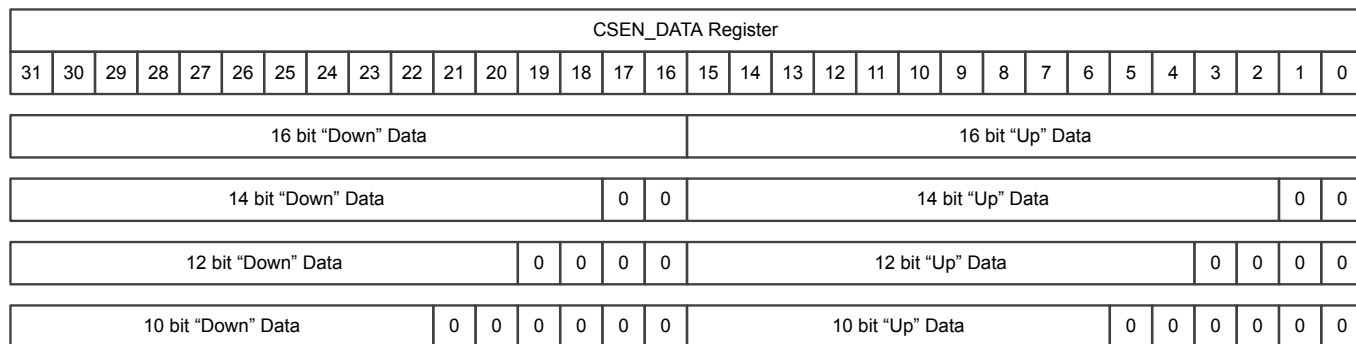 CSEN_DATA Register
31 30 29 28 27 26 25 24 23 22 21 20 19 18 17 16 15 14 13 12 11 10 9 8 7 6 5 4 3 2 1 0
16 bit “Down” Data 16 bit “Up” Data
14 bit “Down” Data 0 0 14 bit “Up” Data 0 0
12 bit “Down” Data 0 0 0 0 12 bit “Up” Data 0 0 0 0
10 bit “Down” Data 0 0 0 0 0 0 10 bit “Up” Data 0 0 0 0 0 0